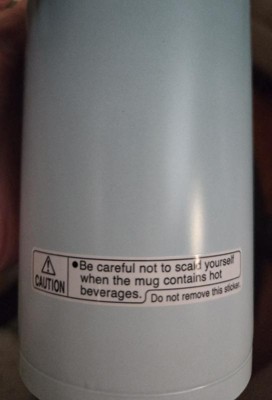 CAUTION
●Be careful not to scald yourself
when the mug contains hot
beverages.
Do not remove this sticker.